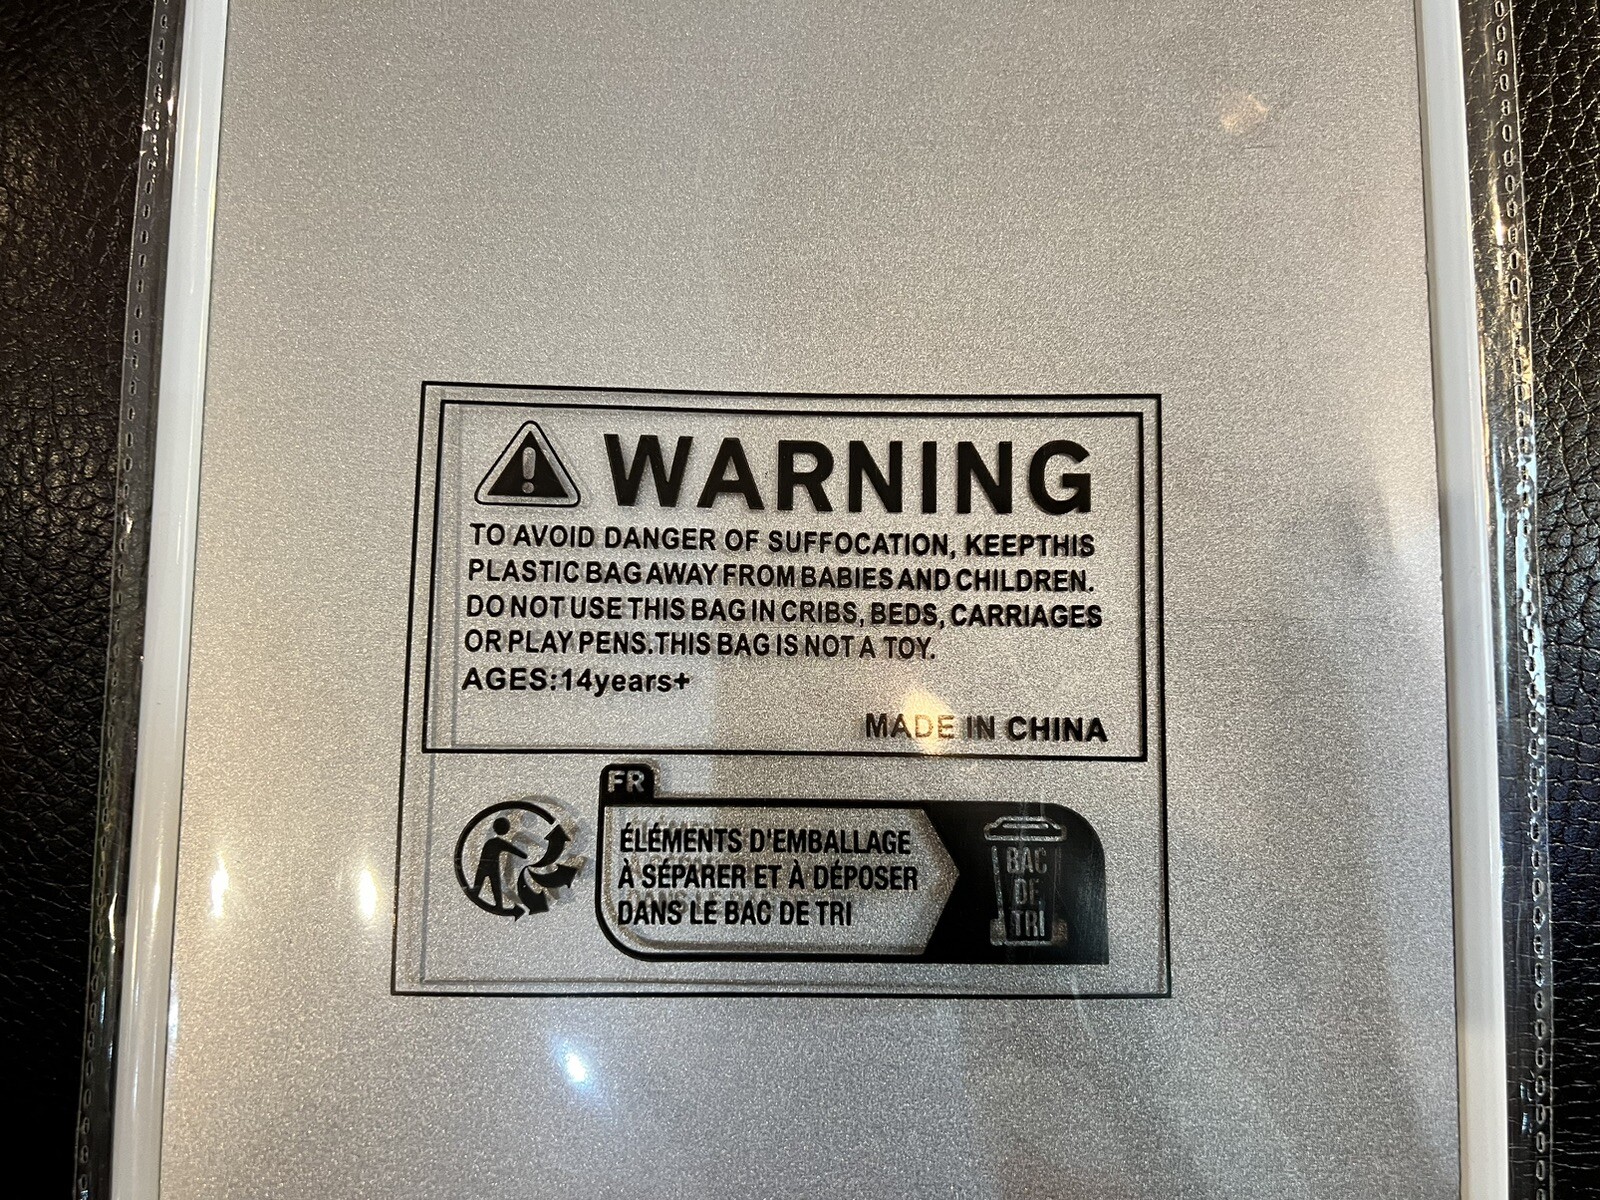 WARNING
TO AVOID DANGER OF SUFFOCATION, KEEPTHIS
PLASTIC BAG AWAY FROM BABIES AND CHILDREN.
DO NOT USE THIS BAG IN CRIBS, BEDS, CARRIAGES
OR PLAY PENS.THIS BAG IS NOT A TOY.
AGES:14years+
MADE IN CHINA
FR
ÉLÉMENTS D'EMBALLAGE
À SÉPARER ET À DÉPOSER
DANS LE BAC DE TRI
BAC
DE
TRI